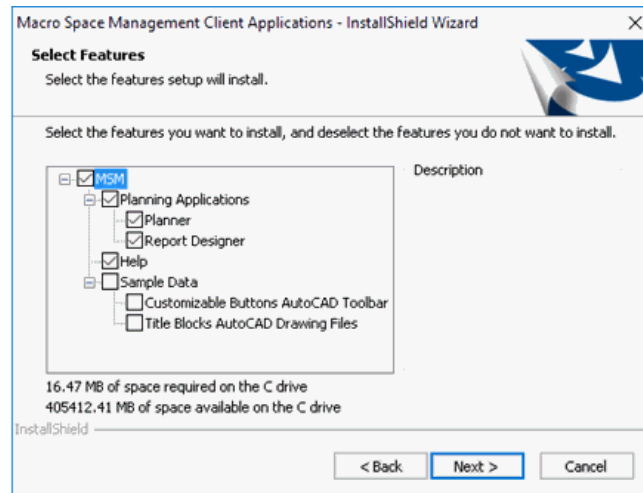 Macro Space Management Client Applications - InstallShield Wizard
Select Features
Select the features setup will install.
Select the features you want to install, and deselect the features you do not want to install.
MSM
Planning Applications
Planner
Report Designer
Help
Sample Data
Customizable Buttons AutoCAD Toolbar
Title Blocks AutoCAD Drawing Files
Description
16.47 MB of space required on the C drive
405412.41 MB of space available on the C drive
InstallShield
< Back Next > Cancel